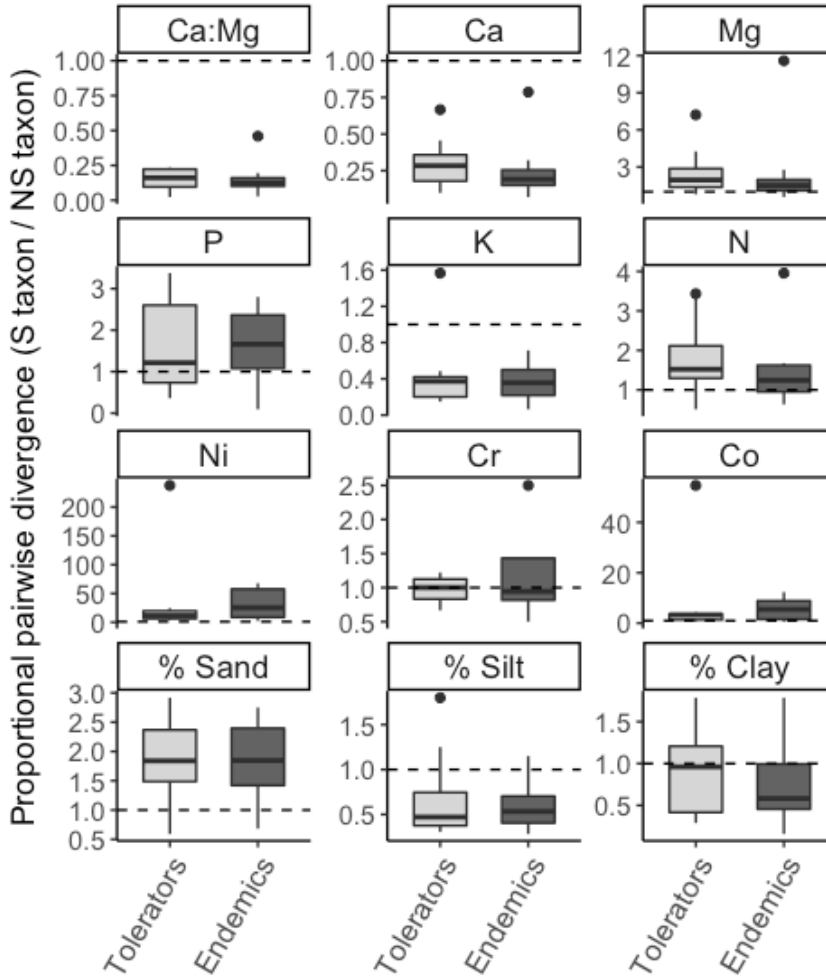 Proportional pairwise divergence (S taxon / NS taxon)
Ca:Mg
1.00
0.75
0.50
0.25
0.00
Ca
1.00
0.75
0.50
0.25
Mg
12
9
6
3
P
3
2
1
0
K
1.6
1.2
0.8
0.4
0.0
N
4
3
2
1
Ni
200
150
100
50
0
Cr
2.5
2.0
1.5
1.0
0.5
Co
40
20
0
% Sand
3.0
2.5
2.0
1.5
1.0
0.5
% Silt
1.5
1.0
0.5
% Clay
1.5
1.0
0.5
Tolerators
Endemics
Tolerators
Endemics
Tolerators
Endemics